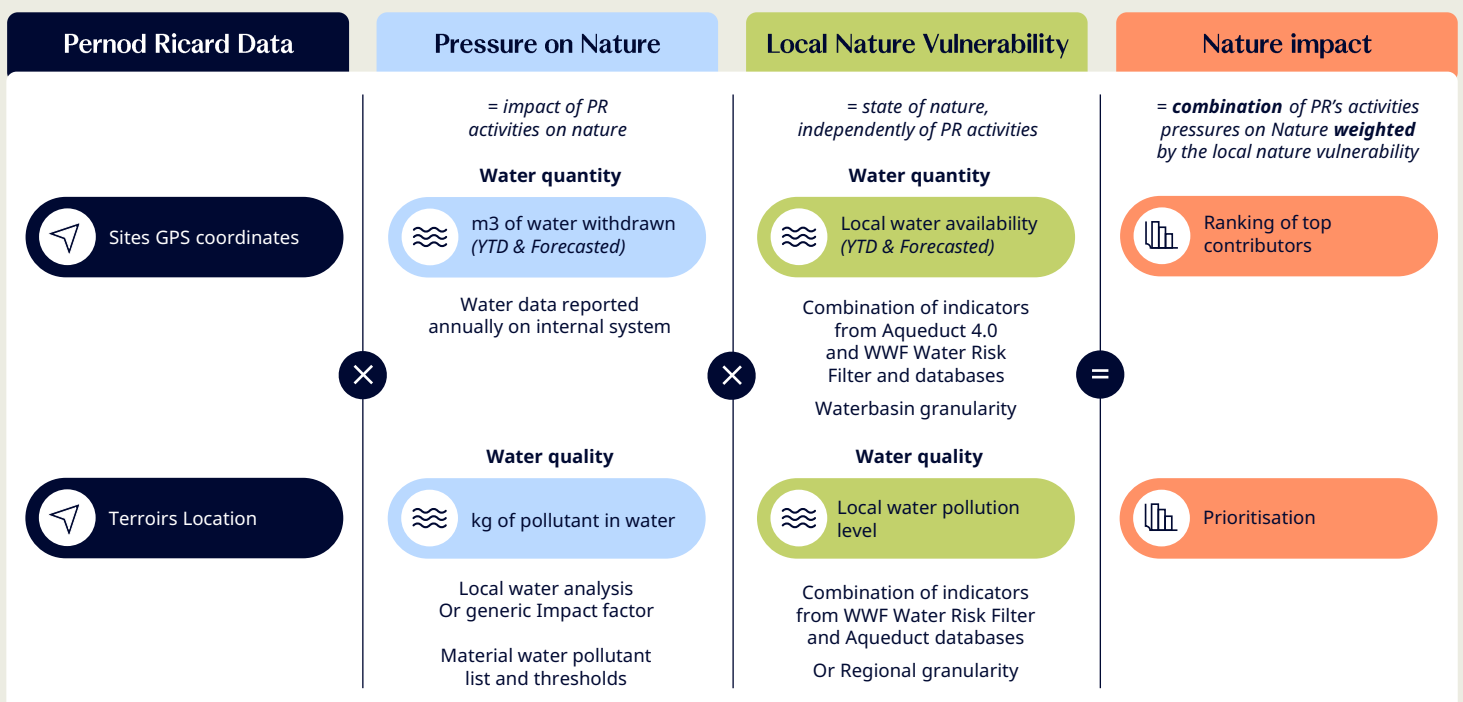 Pernod Ricard Data
Sites GPS coordinates
Terroirs Location
Pressure on Nature
= impact of PR
activities on nature
Water quantity
m3 of water withdrawn
(YTD & Forecasted)
Water data reported
annually on internal system
Water quality
kg of pollutant in water
Local water analysis
Or generic Impact factor
Material water pollutant
list and thresholds
Local Nature Vulnerability
= state of nature,
independently of PR activities
Water quantity
Local water availability
(YTD & Forecasted)
Combination of indicators
from Aqueduct 4.0
and WWF Water Risk
Filter and databases
Waterbasin granularity
Water quality
Local water pollution
level
Combination of indicators
from WWF Water Risk Filter
and Aqueduct databases
Or Regional granularity
Nature impact
= combination of PR’s activities
pressures on Nature weighted
by the local nature vulnerability
Ranking of top
contributors
Prioritisation